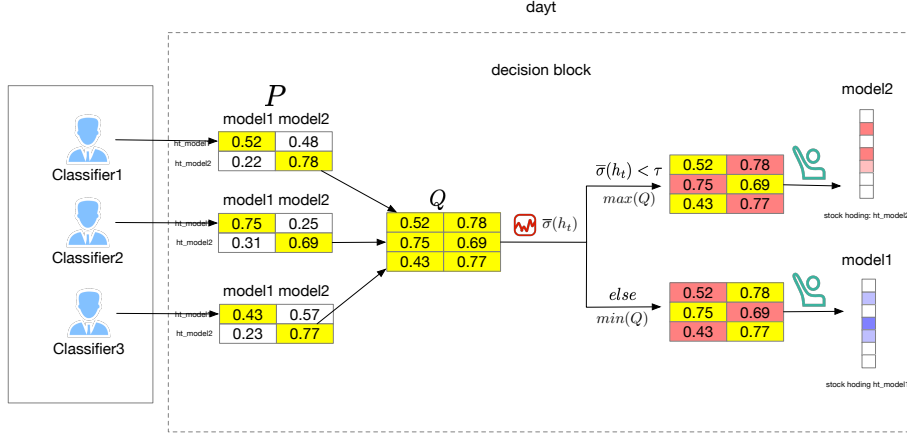 dayt
decision block
P
model1 model2
ht_model1
0.52 0.48
ht_model2
0.22 0.78
Classifier1
model1 model2
ht_model1
0.75 0.25
ht_model2
0.31 0.69
Classifier2
model1 model2
ht_model1
0.43 0.57
ht_model2
0.23 0.77
Classifier3
Q
0.52 0.78
0.75 0.69
0.43 0.77
σ̅(h_t)
σ̅(h_t) < τ
max(Q)
0.52 0.78
0.75 0.69
0.43 0.77
model2
stock hoding: ht_model2
else
min(Q)
0.52 0.78
0.75 0.69
0.43 0.77
model1
stock hoding ht_model1